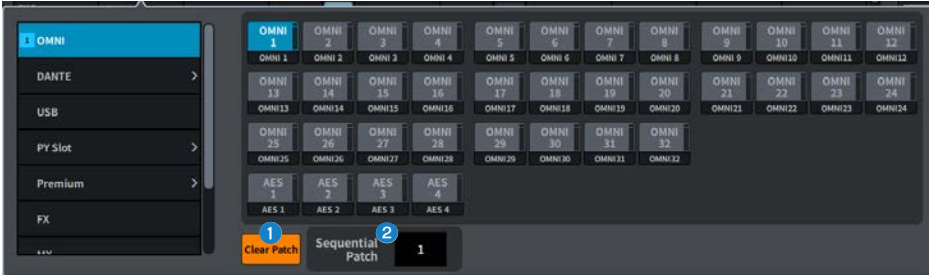 1 OMNI
DANTE >
USB
PY Slot >
Premium >
FX
OMNI OMNI OMNI OMNI OMNI OMNI OMNI OMNI OMNI OMNI OMNI OMNI
1 2 3 4 5 6 7 8 9 10 11 12
OMNI 1 OMNI 2 OMNI 3 OMNI 4 OMNI 5 OMNI 6 OMNI 7 OMNI 8 OMNI 9 OMNI10 OMNI11 OMNI12
OMNI OMNI OMNI OMNI OMNI OMNI OMNI OMNI OMNI OMNI OMNI OMNI
13 14 15 16 17 18 19 20 21 22 23 24
OMNI13 OMNI14 OMNI15 OMNI16 OMNI17 OMNI18 OMNI19 OMNI20 OMNI21 OMNI22 OMNI23 OMNI24
OMNI OMNI OMNI OMNI OMNI OMNI OMNI OMNI
25 26 27 28 29 30 31 32
OMNI25 OMNI26 OMNI27 OMNI28 OMNI29 OMNI30 OMNI31 OMNI32
AES AES AES AES
1 2 3 4
AES 1 AES 2 AES 3 AES 4
1 2
Clear Patch
Sequential
Patch
1